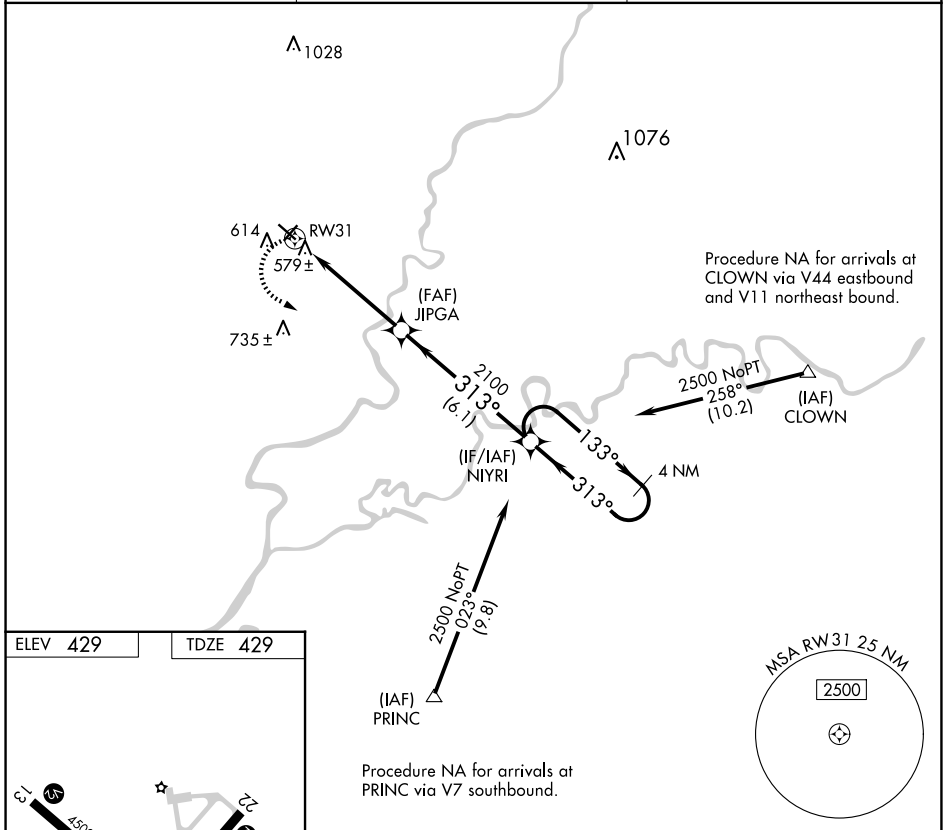 1028
1076
614
RW31
579±
735±
Procedure NA for arrivals at
CLOWN via V44 eastbound
and V11 northeast bound.
(FAF)
JIPGA
2100
313°
(6.1)
2500 NoPT
258°
(10.2)
(IAF)
CLOWN
(IF/IAF)
NIYRI
133°
4 NM
313°
2500 NoPT
023°
(9.8)
(IAF)
PRINC
Procedure NA for arrivals at
PRINC via V7 southbound.
MSA RW31 25 NM
2500
ELEV 429
TDZE 429
13
22